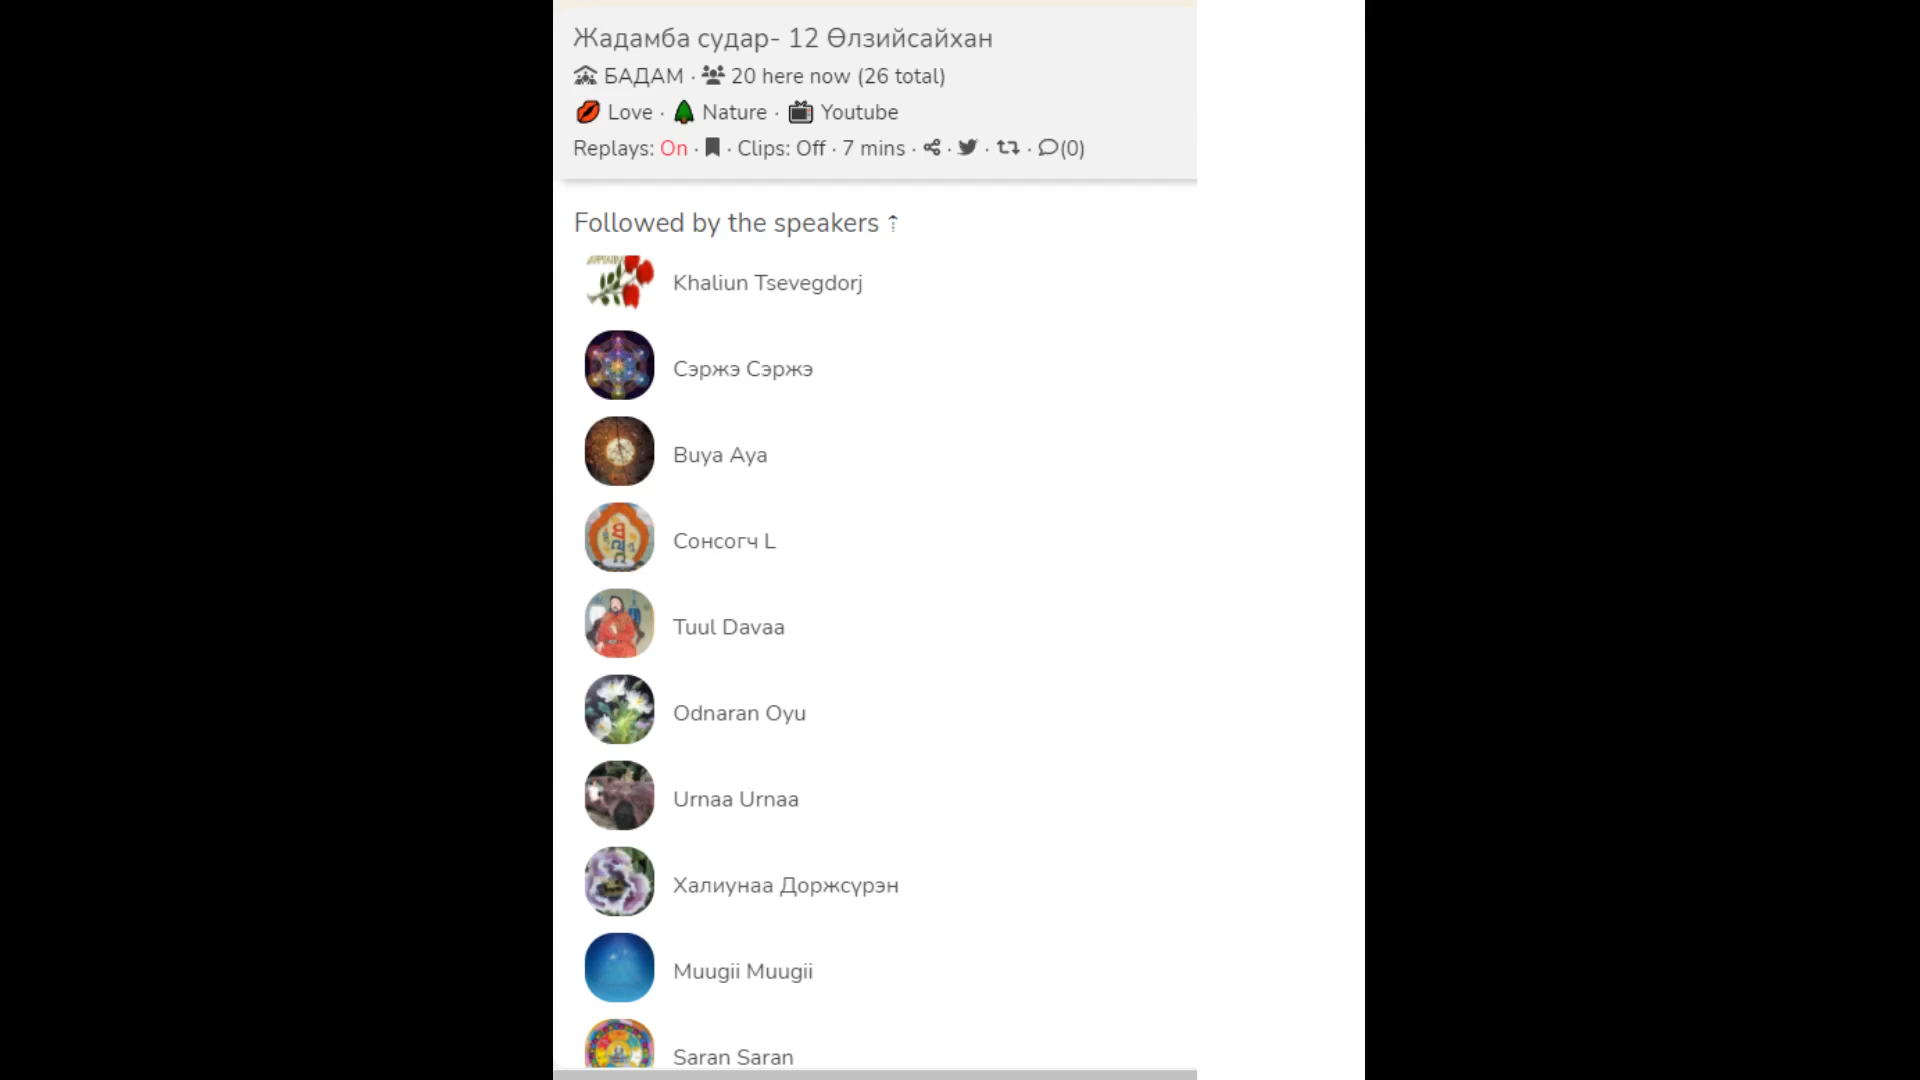 Жадамба судар- 12 Өлзийсайхан
БАДАМ · 20 here now (26 total)
Love · Nature · Youtube
Replays: On · · Clips: Off · 7 mins · · · · (0)
Followed by the speakers
Khaliun Tsevegdorj
Сэржэ Сэржэ
Buya Aya
Сонсогч L
Tuul Davaa
Odnaran Oyu
Urnaa Urnaa
Халиунаа Доржсүрэн
Muugii Muugii
Saran Saran